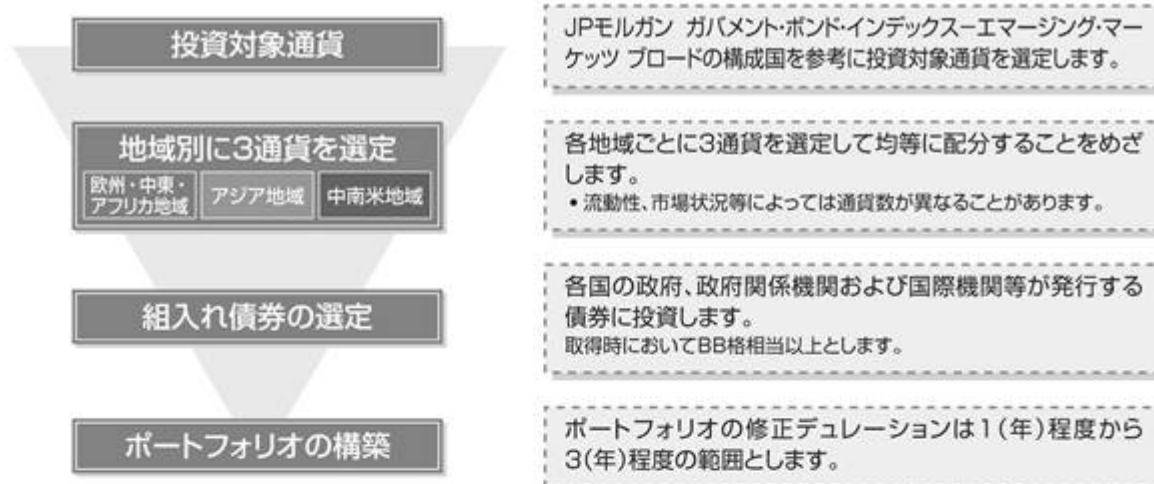 投資対象通貨
JPモルガン ガバメント・ボンド・インデックス－エマージング・マー
ケッツ ブロードの構成国を参考に投資対象通貨を選定します。
地域別に3通貨を選定
欧州・中東・
アフリカ地域
アジア地域
中南米地域
各地域ごとに3通貨を選定して均等に配分することをめざ
します。
•流動性、市場状況等によっては通貨数が異なることがあります。
組入れ債券の選定
各国の政府、政府関係機関および国際機関等が発行する
債券に投資します。
取得時においてBB格相当以上とします。
ポートフォリオの構築
ポートフォリオの修正デュレーションは1(年)程度から
3(年)程度の範囲とします。